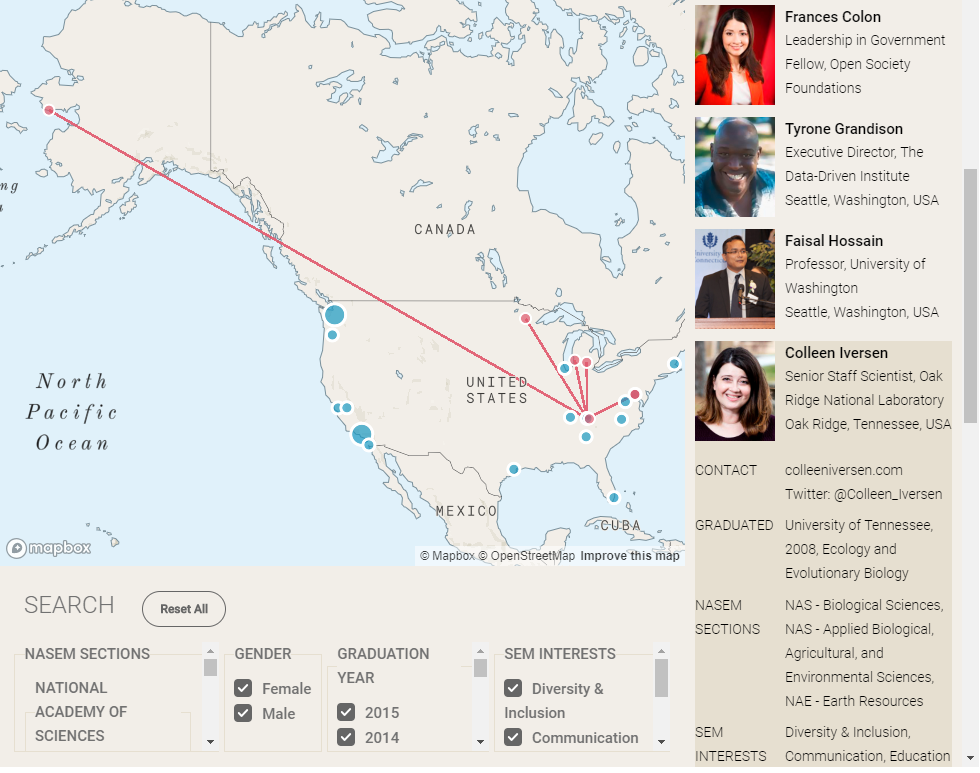 ng
CANADA
UNITED
STATES
North
Pacific
Ocean
MEXICO
CUBA
mapbox
© Mapbox © OpenStreetMap Improve this map
SEARCH
Reset All
NASEM SECTIONS
NATIONAL
ACADEMY OF
SCIENCES
GENDER
Female
Male
GRADUATION
YEAR
2015
2014
SEM INTERESTS
Diversity &
Inclusion
Communication
Frances Colon
Leadership in Government
Fellow, Open Society
Foundations
Tyrone Grandison
Executive Director, The
Data-Driven Institute
Seattle, Washington, USA
Faisal Hossain
Professor, University of
Washington
Seattle, Washington, USA
Colleen Iversen
Senior Staff Scientist, Oak
Ridge National Laboratory
Oak Ridge, Tennessee, USA
CONTACT
colleeniversen.com
Twitter: @Colleen_Iversen
GRADUATED
University of Tennessee,
2008, Ecology and
Evolutionary Biology
NASEM
SECTIONS
NAS - Biological Sciences,
NAS - Applied Biological,
Agricultural, and
Environmental Sciences,
NAE - Earth Resources
SEM
INTERESTS
Diversity & Inclusion,
Communication, Education